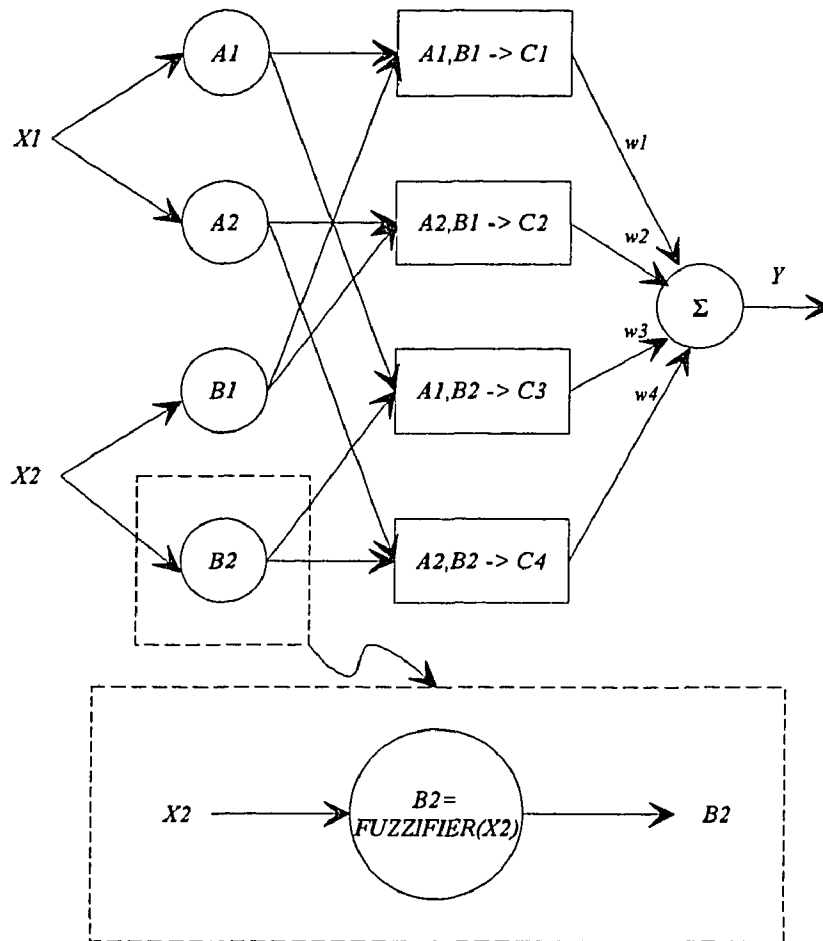 A1
A1,B1 -> C1
X1
w1
A2
A2,B1 -> C2
w2
Y
Σ
w3
B1
A1,B2 -> C3
w4
X2
B2
A2,B2 -> C4
X2
B2=
FUZZIFIER(X2)
B2